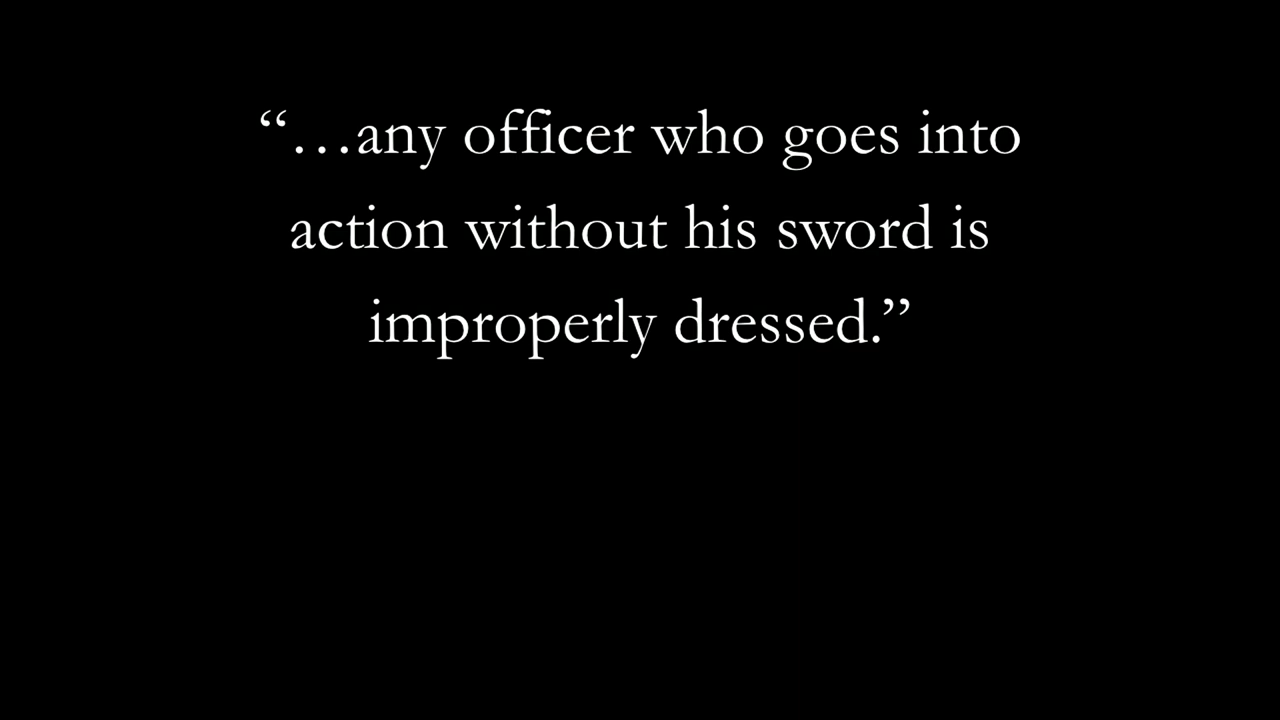 “…any officer who goes into
action without his sword is
improperly dressed.”